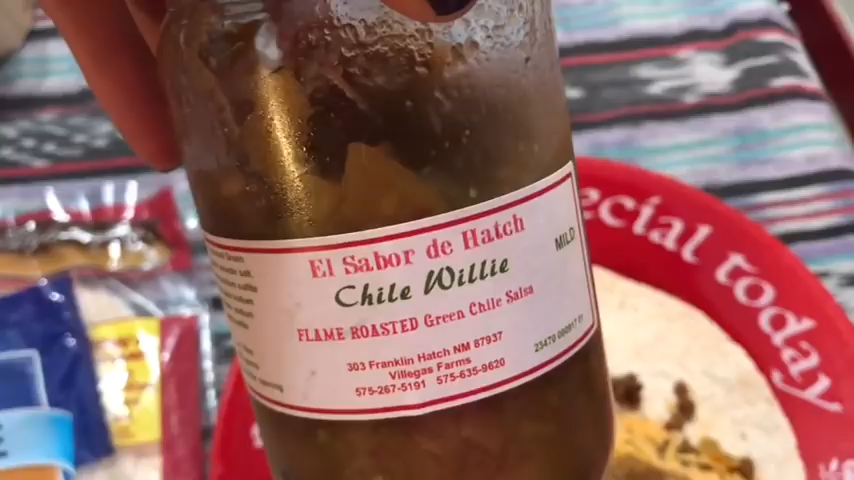 El Sabor de Hatch
Chile Willie
MILD
FLAME ROASTED Green Chile Salsa
303 Franklin Hatch NM 87937
Villegas Farms
575-267-5191 575-635-9620
ecial today